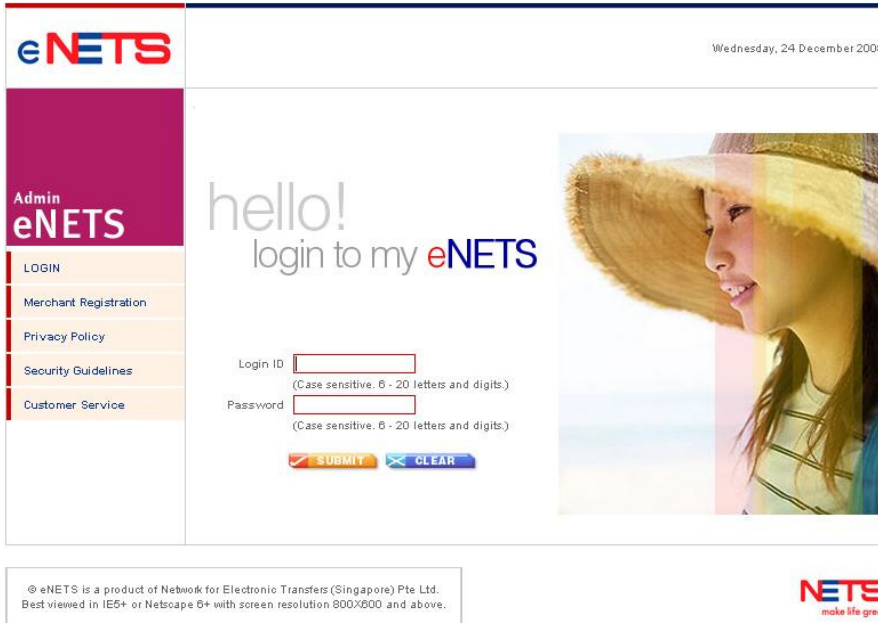 eNETS
Wednesday, 24 December 200
Admin
eNETS
LOGIN
Merchant Registration
Privacy Policy
Security Guidelines
Customer Service
hello!
login to my eNETS
Login ID
(Case sensitive. 6 - 20 letters and digits.)
Password
(Case sensitive. 6 - 20 letters and digits.)
SUBMIT
CLEAR
© eNETS is a product of Network for Electronic Transfers (Singapore) Pte Ltd.
Best viewed in IE5+ or Netscape 6+ with screen resolution 800X600 and above.
NETS
make life gre